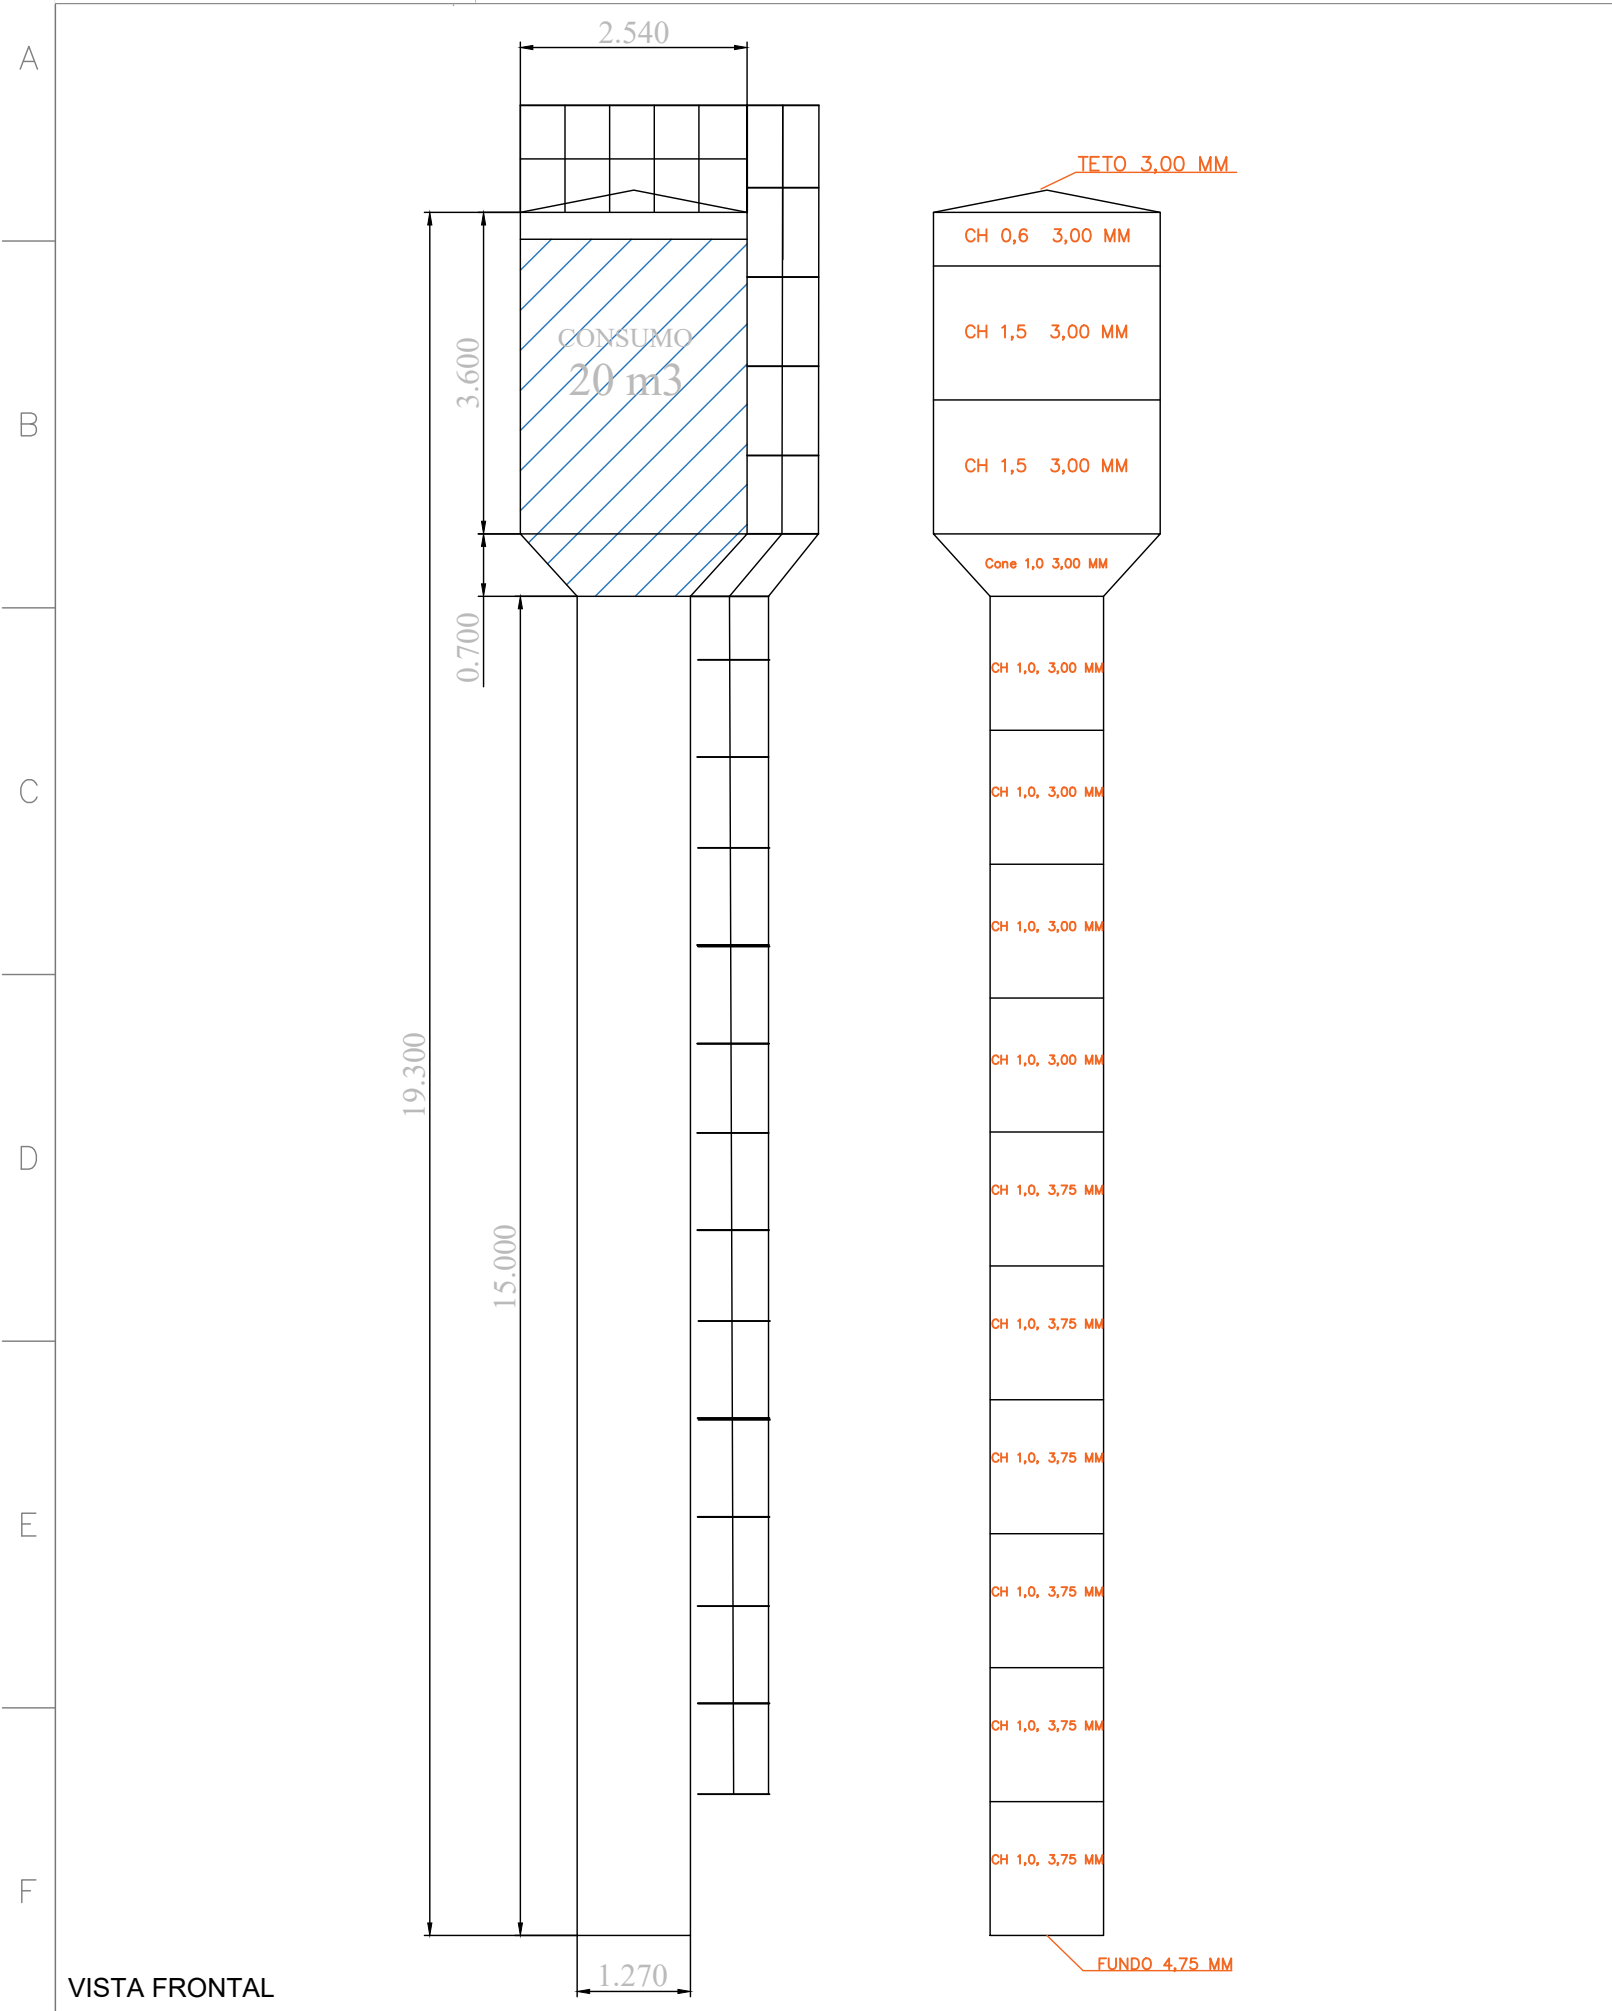 A
2.540
TETO 3,00 MM
CH 0,6 3,00 MM
CONSUMO
20 m3
CH 1,5 3,00 MM
3.600
B
CH 1,5 3,00 MM
Cone 1,0 3,00 MM
0.700
CH 1,0, 3,00 MM
C
CH 1,0, 3,00 MM
CH 1,0, 3,00 MM
19.300
CH 1,0, 3,00 MM
D
CH 1,0, 3,75 MM
15.000
CH 1,0, 3,75 MM
CH 1,0, 3,75 MM
E
CH 1,0, 3,75 MM
CH 1,0, 3,75 MM
CH 1,0, 3,75 MM
F
FUNDO 4,75 MM
1.270
VISTA FRONTAL